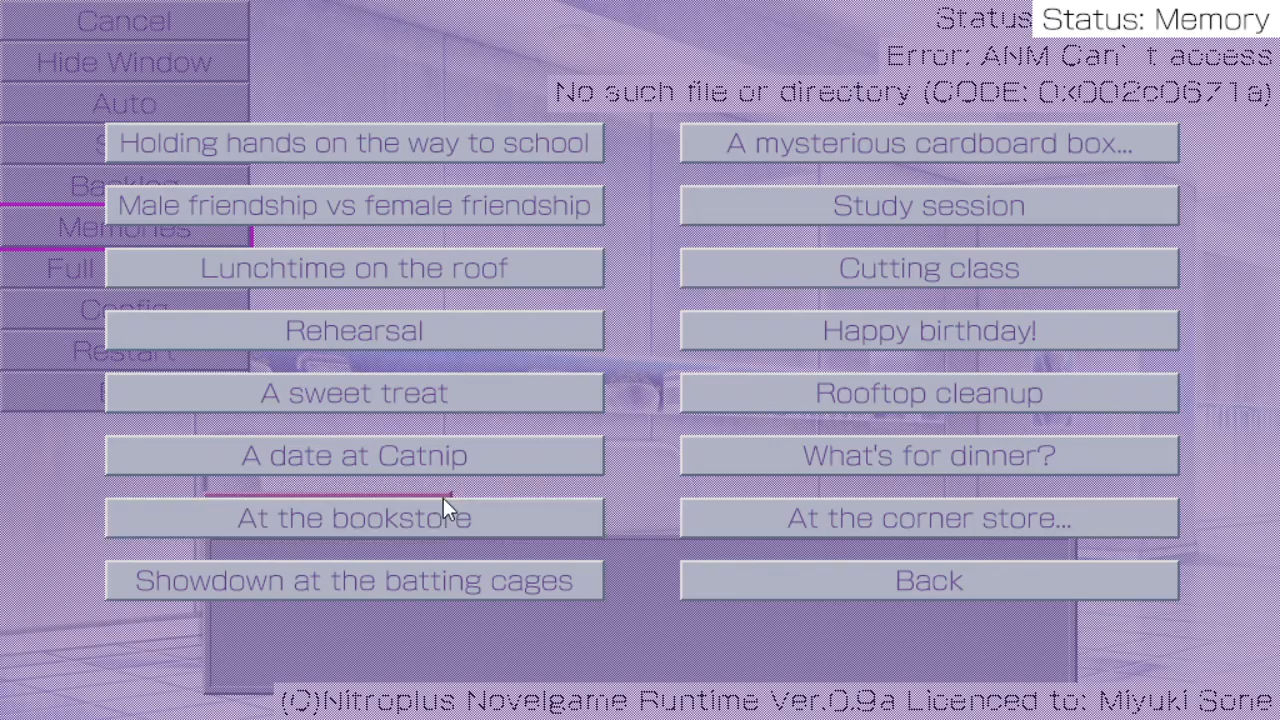 Cancel
Status
Status: Memory
Hide Window
Error: ANM Can`t access
Auto
No such file or directory (CODE: 0x002c0671a)
Holding hands on the way to school
A mysterious cardboard box...
Backlog
Male friendship vs female friendship
Study session
Memories
Full
Lunchtime on the roof
Cutting class
Config
Rehearsal
Happy birthday!
Restart
A sweet treat
Rooftop cleanup
A date at Catnip
What's for dinner?
At the bookstore
At the corner store...
Showdown at the batting cages
Back
(C)Nitroplus Novelgame Runtime Ver.0.9a Licenced to: Miyuki Sone